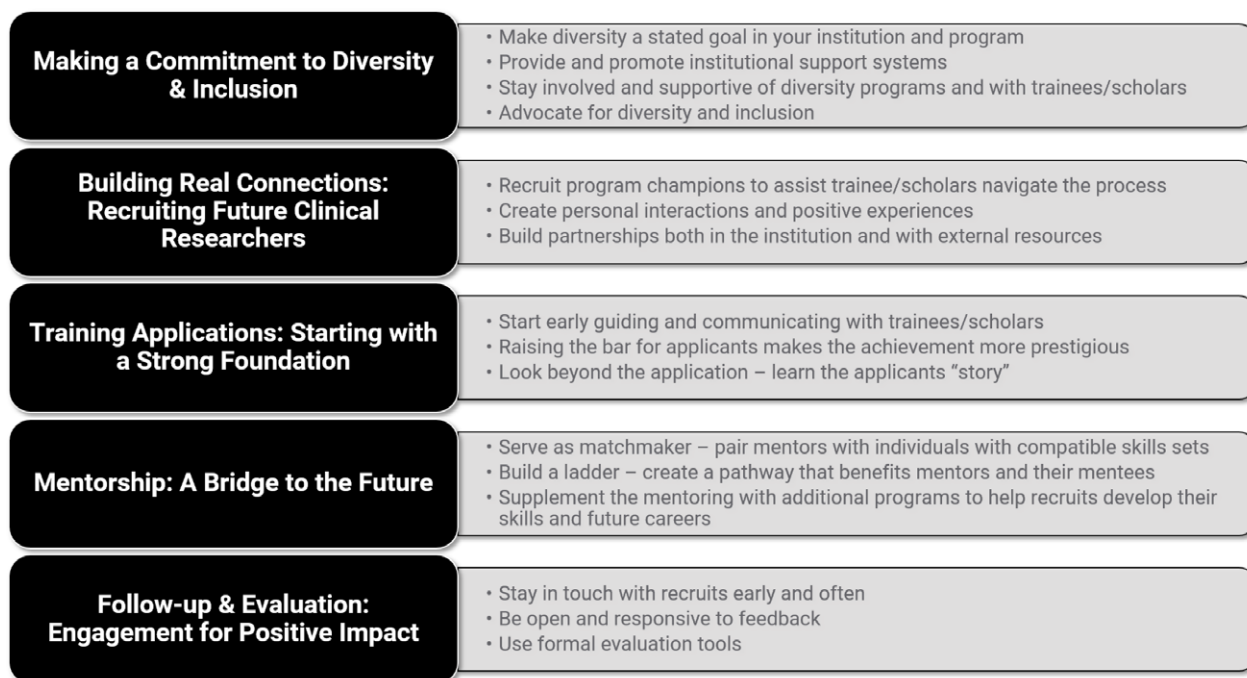 Making a Commitment to Diversity
& Inclusion
• Make diversity a stated goal in your institution and program
• Provide and promote institutional support systems
• Stay involved and supportive of diversity programs and with trainees/scholars
• Advocate for diversity and inclusion
Building Real Connections:
Recruiting Future Clinical
Researchers
• Recruit program champions to assist trainee/scholars navigate the process
• Create personal interactions and positive experiences
• Build partnerships both in the institution and with external resources
Training Applications: Starting with
a Strong Foundation
• Start early guiding and communicating with trainees/scholars
• Raising the bar for applicants makes the achievement more prestigious
• Look beyond the application – learn the applicants “story”
Mentorship: A Bridge to the Future
• Serve as matchmaker – pair mentors with individuals with compatible skills sets
• Build a ladder – create a pathway that benefits mentors and their mentees
• Supplement the mentoring with additional programs to help recruits develop their
skills and future careers
Follow-up & Evaluation:
Engagement for Positive Impact
• Stay in touch with recruits early and often
• Be open and responsive to feedback
• Use formal evaluation tools